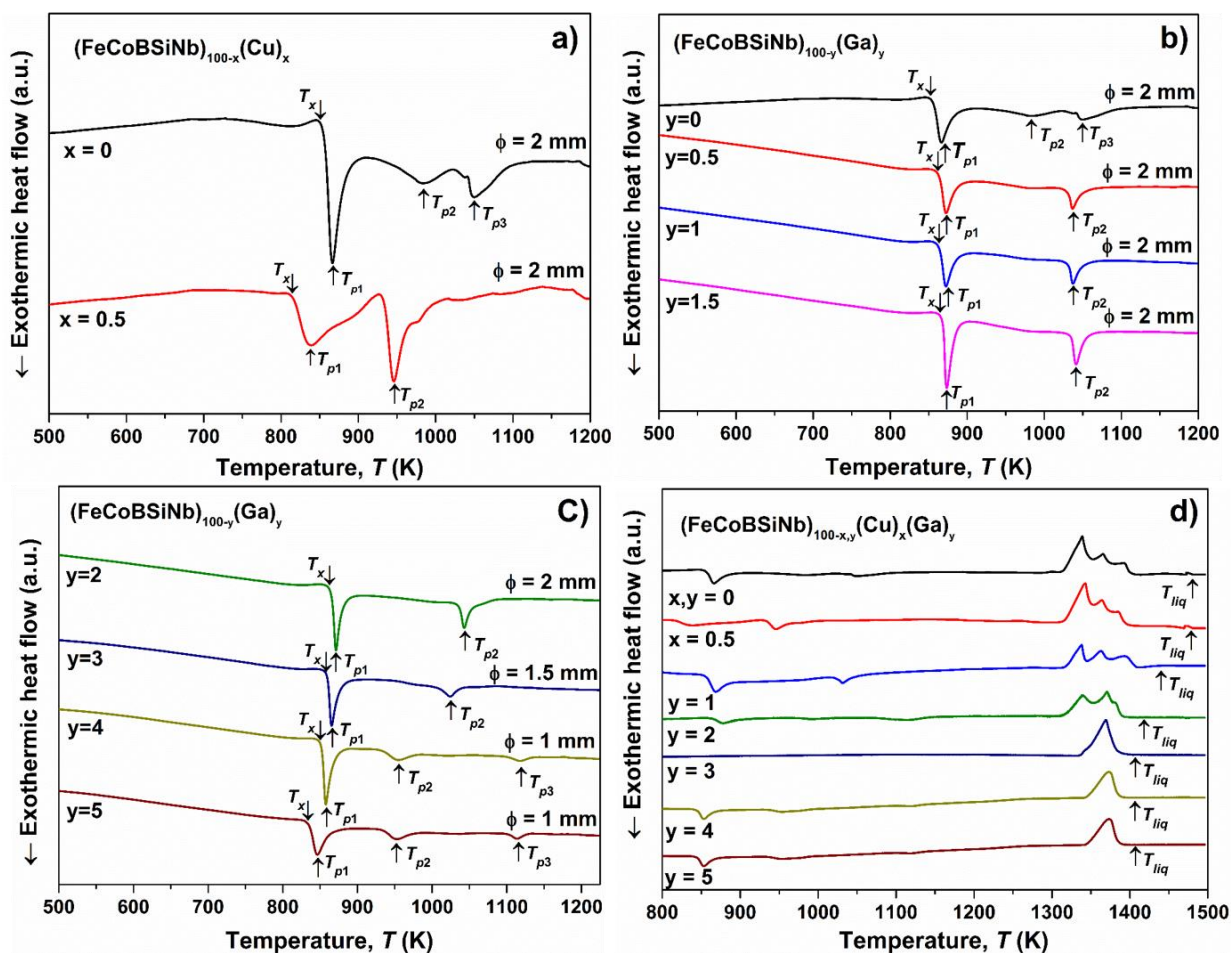 a)
(FeCoBSiNb)100-x(Cu)x
← Exothermic heat flow (a.u.)
Tx↓
x = 0
ϕ = 2 mm
↑Tp1
↑Tp2
↑Tp3
Tx↓
x = 0.5
ϕ = 2 mm
↑Tp1
↑Tp2
500 600 700 800 900 1000 1100 1200
Temperature, T (K)
b)
(FeCoBSiNb)100-y(Ga)y
← Exothermic heat flow (a.u.)
Tx↓
ϕ = 2 mm
y=0
↑Tp1
↑Tp2
↑Tp3
y=0.5
Tx↓
ϕ = 2 mm
↑Tp1
↑Tp2
y=1
Tx↓
ϕ = 2 mm
↑Tp1
↑Tp2
y=1.5
Tx↓
ϕ = 2 mm
↑Tp1
↑Tp2
500 600 700 800 900 1000 1100 1200
Temperature, T (K)
C)
(FeCoBSiNb)100-y(Ga)y
← Exothermic heat flow (a.u.)
y=2
Tx↓
ϕ = 2 mm
↑Tp1
↑Tp2
y=3
Tx↓
ϕ = 1.5 mm
↑Tp1
↑Tp2
y=4
Tx↓
ϕ = 1 mm
↑Tp1
↑Tp2
↑Tp3
y=5
Tx↓
ϕ = 1 mm
↑Tp1
↑Tp2
↑Tp3
500 600 700 800 900 1000 1100 1200
Temperature, T (K)
d)
(FeCoBSiNb)100-x,y(Cu)x(Ga)y
← Exothermic heat flow (a.u.)
x,y = 0
Tliq↑
x = 0.5
Tliq↑
y = 1
↑Tliq
y = 2
↑Tliq
y = 3
↑Tliq
y = 4
↑Tliq
y = 5
↑Tliq
800 900 1000 1100 1200 1300 1400 1500
Temperature, T (K)